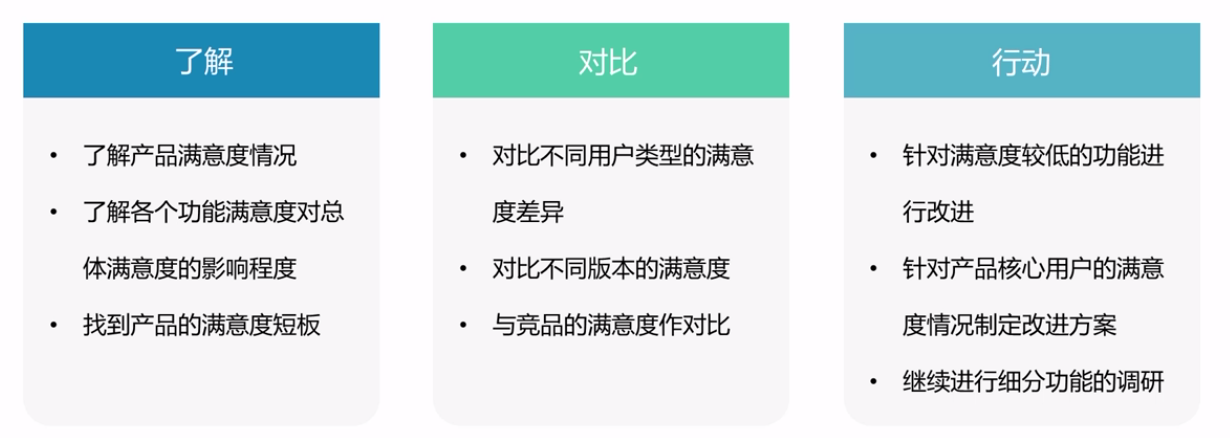 了解
• 了解产品满意度情况
• 了解各个功能满意度对总
体满意度的影响程度
• 找到产品的满意度短板
对比
• 对比不同用户类型的满意
度差异
• 对比不同版本的满意度
• 与竞品的满意度作对比
行动
• 针对满意度较低的功能进
行改进
• 针对产品核心用户的满意
度情况制定改进方案
• 继续进行细分功能的调研